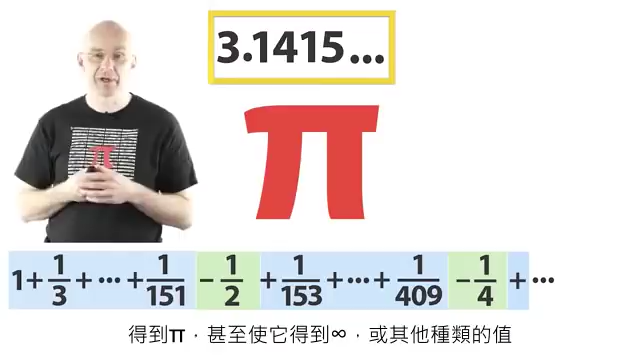 3.1415...
π
π
1 + 1/3 + ... + 1/151 - 1/2 + 1/153 + ... + 1/409 - 1/4 + ...
得到π，甚至使它得到∞，或其他種類的值